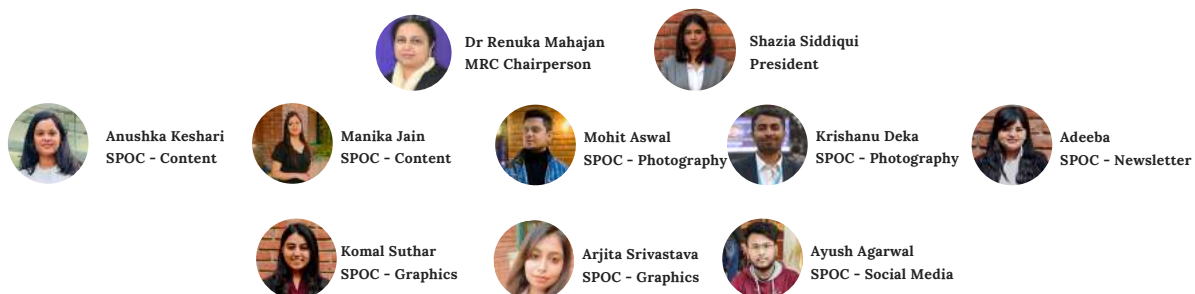 Dr Renuka Mahajan
MRC Chairperson
Shazia Siddiqui
President
Anushka Keshari
SPOC - Content
Manika Jain
SPOC - Content
Mohit Aswal
SPOC - Photography
Krishanu Deka
SPOC - Photography
Adeeba
SPOC - Newsletter
Komal Suthar
SPOC - Graphics
Arjita Srivastava
SPOC - Graphics
Ayush Agarwal
SPOC - Social Media